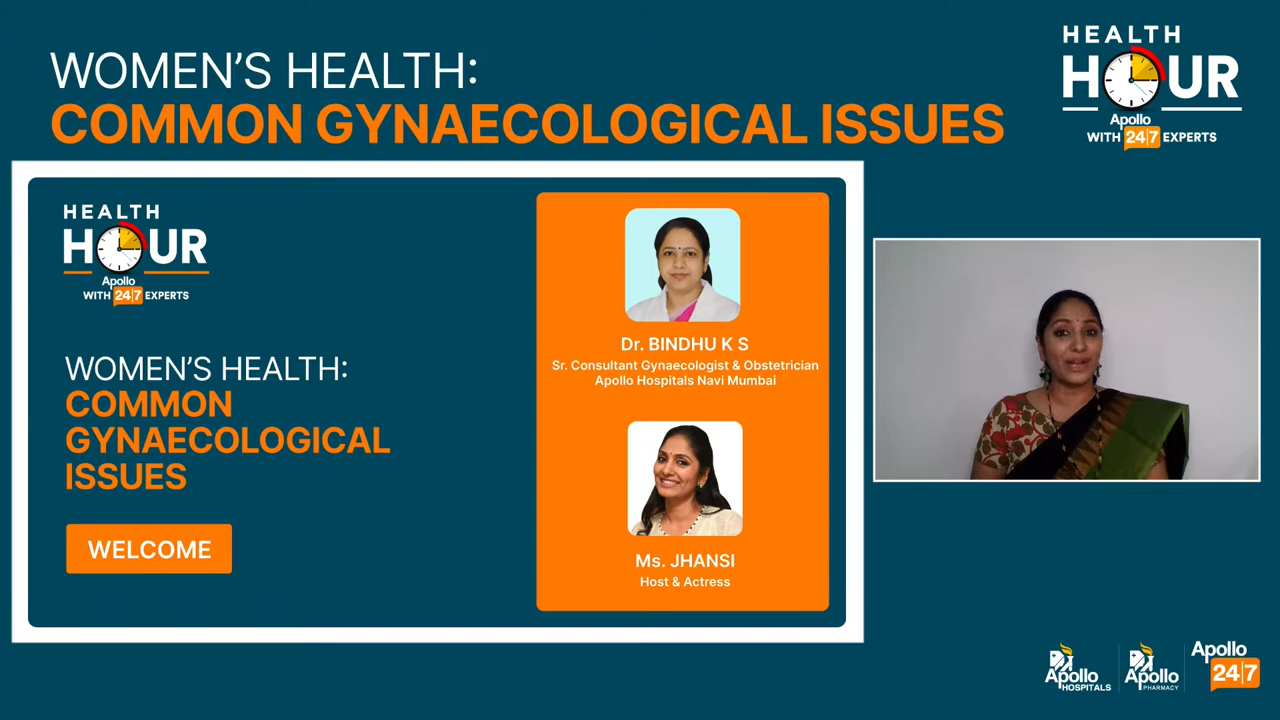 WOMEN'S HEALTH:
COMMON GYNAECOLOGICAL ISSUES
HEALTH
HOUR
Apollo
WITH 24|7 EXPERTS
HEALTH
HOUR
Apollo
WITH 24|7 EXPERTS
WOMEN'S HEALTH:
COMMON
GYNAECOLOGICAL
ISSUES
WELCOME
Dr. BINDHU K S
Sr. Consultant Gynaecologist & Obstetrician
Apollo Hospitals Navi Mumbai
Ms. JHANSI
Host & Actress
Apollo
HOSPITALS
Apollo
PHARMACY
Apollo
24|7